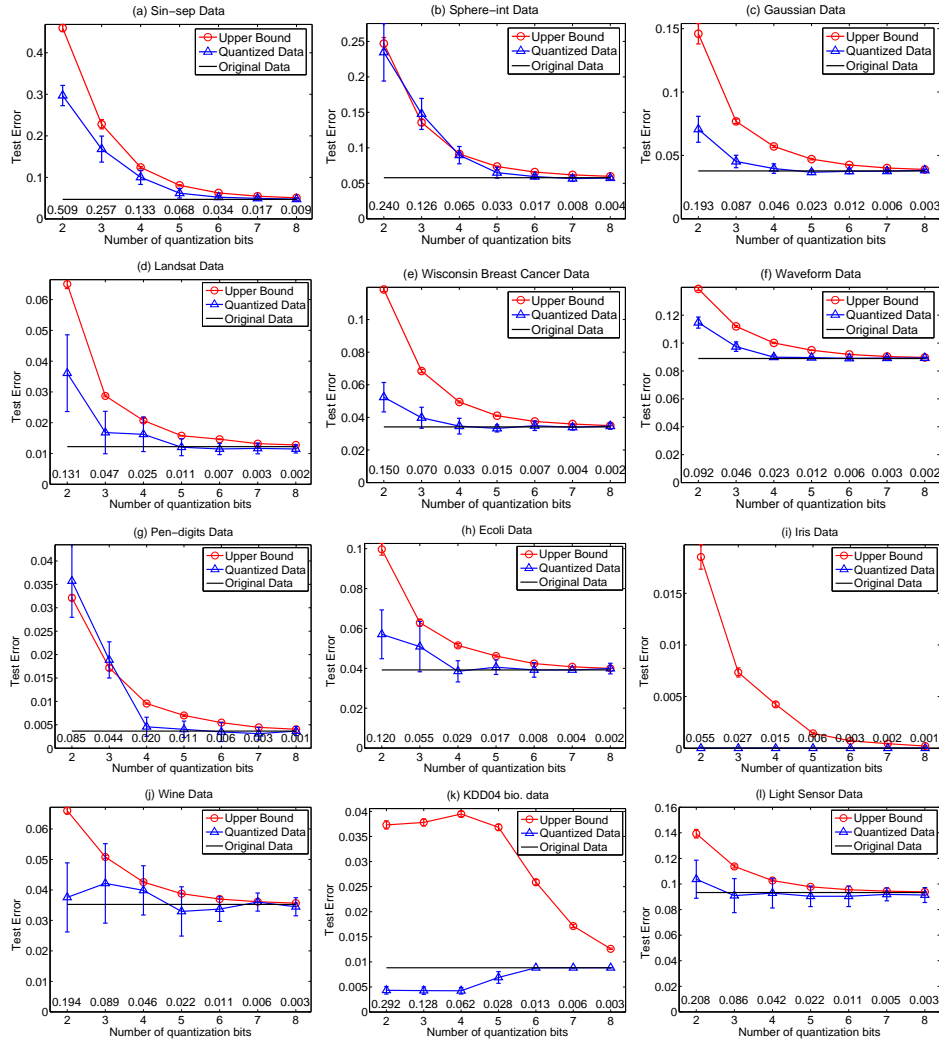 (a) Sin−sep Data
Upper Bound
Quantized Data
Original Data
Test Error
0.4
0.3
0.2
0.1
0
0.509 0.257 0.133 0.068 0.034 0.017 0.009
2 3 4 5 6 7 8
Number of quantization bits
(b) Sphere−int Data
Upper Bound
Quantized Data
Original Data
Test Error
0.25
0.2
0.15
0.1
0.05
0
0.240 0.126 0.065 0.033 0.017 0.008 0.004
2 3 4 5 6 7 8
Number of quantization bits
(c) Gaussian Data
Upper Bound
Quantized Data
Original Data
Test Error
0.15
0.1
0.05
0
0.193 0.087 0.046 0.023 0.012 0.006 0.003
2 3 4 5 6 7 8
Number of quantization bits
(d) Landsat Data
Upper Bound
Quantized Data
Original Data
Test Error
0.06
0.05
0.04
0.03
0.02
0.01
0
0.131 0.047 0.025 0.011 0.007 0.003 0.002
2 3 4 5 6 7 8
Number of quantization bits
(e) Wisconsin Breast Cancer Data
Upper Bound
Quantized Data
Original Data
Test Error
0.1
0.08
0.06
0.04
0.02
0
0.150 0.070 0.033 0.015 0.007 0.004 0.002
2 3 4 5 6 7 8
Number of quantization bits
(f) Waveform Data
Upper Bound
Quantized Data
Original Data
Test Error
0.12
0.1
0.08
0.06
0.04
0.02
0
0.092 0.046 0.023 0.012 0.006 0.003 0.002
2 3 4 5 6 7 8
Number of quantization bits
(g) Pen−digits Data
Upper Bound
Quantized Data
Original Data
Test Error
0.04
0.035
0.03
0.025
0.02
0.015
0.01
0.005
0
0.085 0.044 0.020 0.011 0.006 0.003 0.001
2 3 4 5 6 7 8
Number of quantization bits
(h) Ecoli Data
Upper Bound
Quantized Data
Original Data
Test Error
0.1
0.08
0.06
0.04
0.02
0
0.120 0.055 0.029 0.017 0.008 0.004 0.002
2 3 4 5 6 7 8
Number of quantization bits
(i) Iris Data
Upper Bound
Quantized Data
Original Data
Test Error
0.015
0.01
0.005
0
0.055 0.027 0.015 0.006 0.003 0.002 0.001
2 3 4 5 6 7 8
Number of quantization bits
(j) Wine Data
Upper Bound
Quantized Data
Original Data
Test Error
0.06
0.05
0.04
0.03
0.02
0.01
0
0.194 0.089 0.046 0.022 0.011 0.006 0.003
2 3 4 5 6 7 8
Number of quantization bits
(k) KDD04 bio. data
Upper Bound
Quantized Data
Original Data
Test Error
0.04
0.035
0.03
0.025
0.02
0.015
0.01
0.005
0
0.292 0.128 0.062 0.028 0.013 0.006 0.003
2 3 4 5 6 7 8
Number of quantization bits
(l) Light Sensor Data
Upper Bound
Quantized Data
Original Data
Test Error
0.16
0.14
0.12
0.1
0.08
0.06
0.04
0.02
0
0.208 0.086 0.042 0.022 0.011 0.005 0.003
2 3 4 5 6 7 8
Number of quantization bits